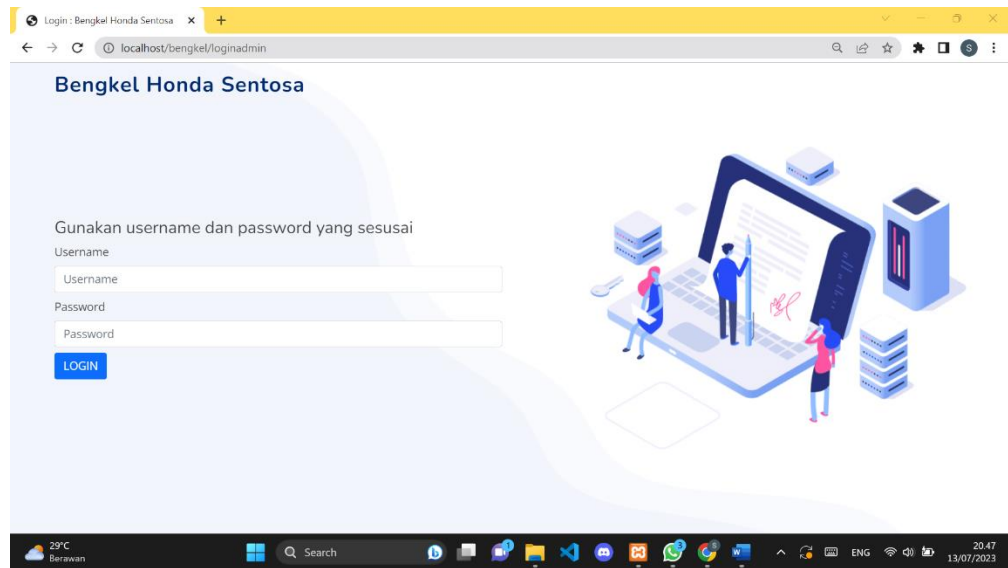 Login : Bengkel Honda Sentosa
localhost/bengkel/loginadmin
S
Bengkel Honda Sentosa
Gunakan username dan password yang sesusai
Username
Username
Password
Password
LOGIN
29°C
Berawan
Search
ENG
20.47
13/07/2023